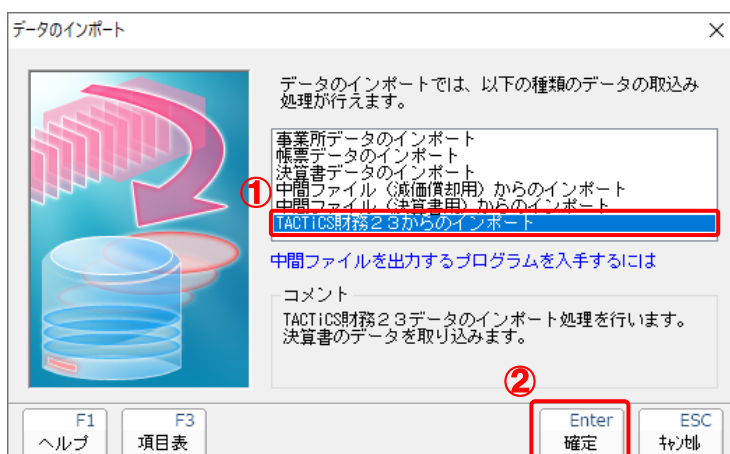 データのインポート
データのインポートでは、以下の種類のデータの取込み
処理が行えます。
事業所データのインポート
帳票データのインポート
決算書データのインポート
①
中間ファイル（減価償却用）からのインポート
中間ファイル（決算書用）からのインポート
TACTiCS財務２３からのインポート
中間ファイルを出力するプログラムを入手するには
コメント
TACTiCS財務２３データのインポート処理を行います。
決算書のデータを取り込みます。
②
F1
ヘルプ
F3
項目表
Enter
確定
ESC
ｷｬﾝｾﾙ